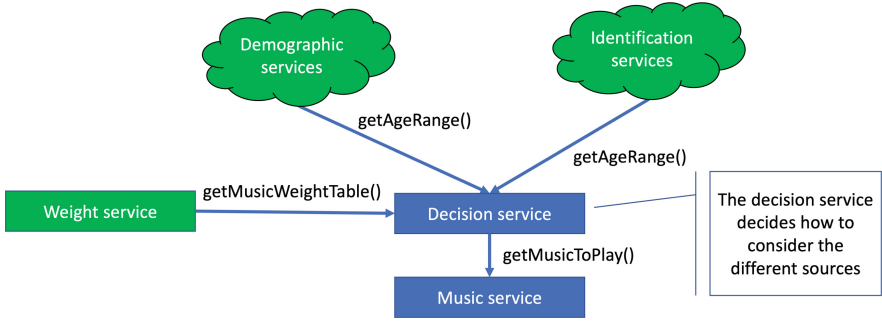 Demographic
services
Identification
services
getAgeRange()
getAgeRange()
getMusicWeightTable()
Weight service
Decision service
The decision service
decides how to
consider the
different sources
getMusicToPlay()
Music service